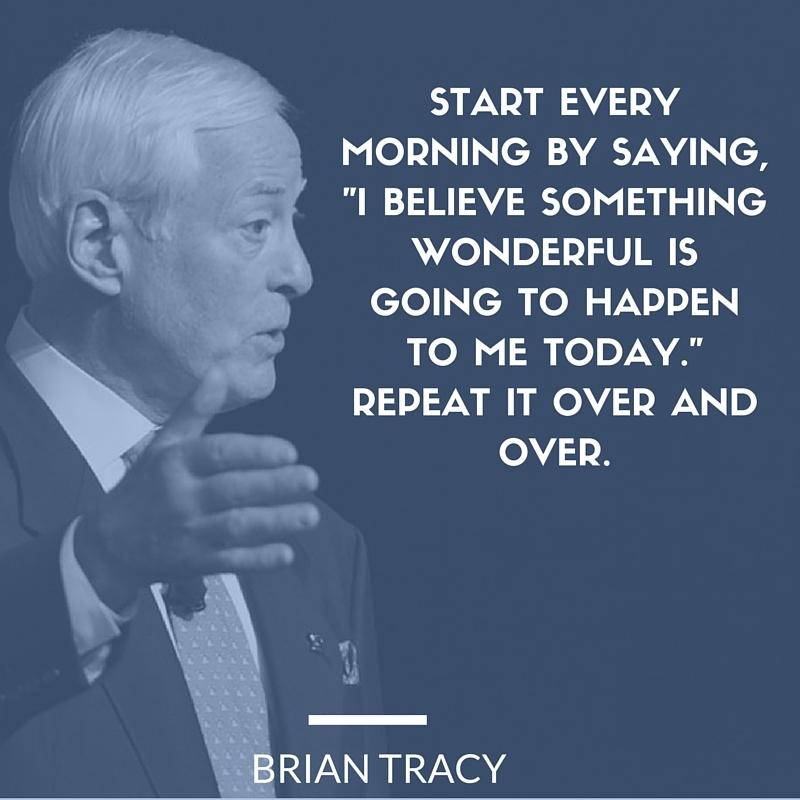 START EVERY
MORNING BY SAYING,
"I BELIEVE SOMETHING
WONDERFUL IS
GOING TO HAPPEN
TO ME TODAY."
REPEAT IT OVER AND
OVER.
BRIAN TRACY